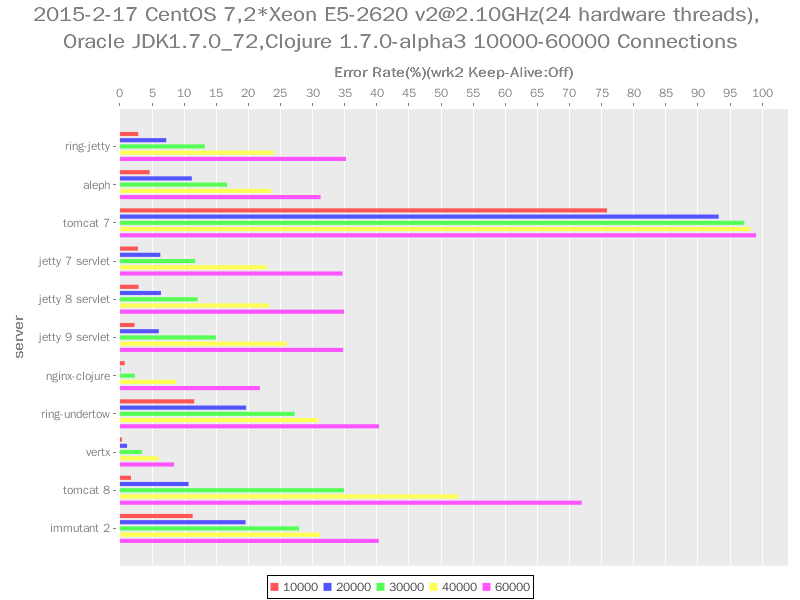 2015-2-17 CentOS 7,2*Xeon E5-2620 v2@2.10GHz(24 hardware threads),
Oracle JDK1.7.0_72,Clojure 1.7.0-alpha3 10000-60000 Connections
Error Rate(%)(wrk2 Keep-Alive:Off)
0 5 10 15 20 25 30 35 40 45 50 55 60 65 70 75 80 85 90 95 100
server
ring-jetty
aleph
tomcat 7
jetty 7 servlet
jetty 8 servlet
jetty 9 servlet
nginx-clojure
ring-undertow
vertx
tomcat 8
immutant 2
10000 20000 30000 40000 60000